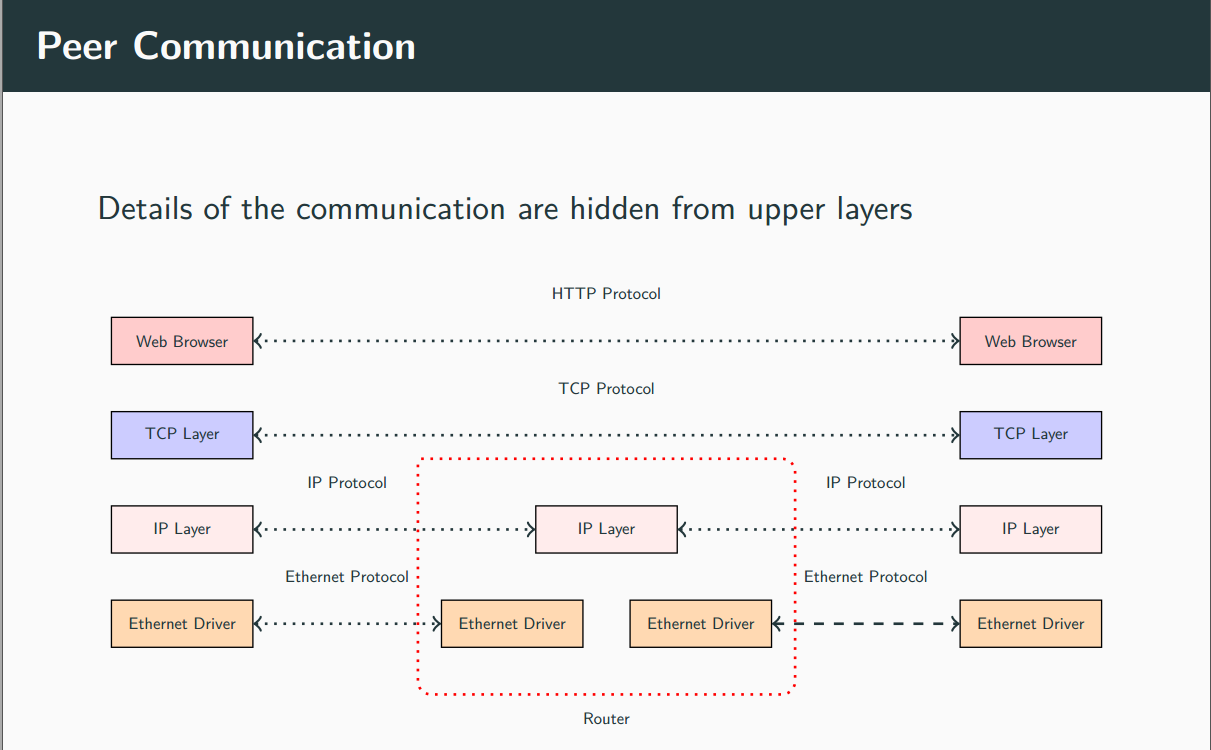 Peer Communication
Details of the communication are hidden from upper layers
HTTP Protocol
Web Browser
Web Browser
TCP Protocol
TCP Layer
TCP Layer
IP Protocol
IP Protocol
IP Layer
IP Layer
IP Layer
Ethernet Protocol
Ethernet Protocol
Ethernet Driver
Ethernet Driver
Ethernet Driver
Ethernet Driver
Router